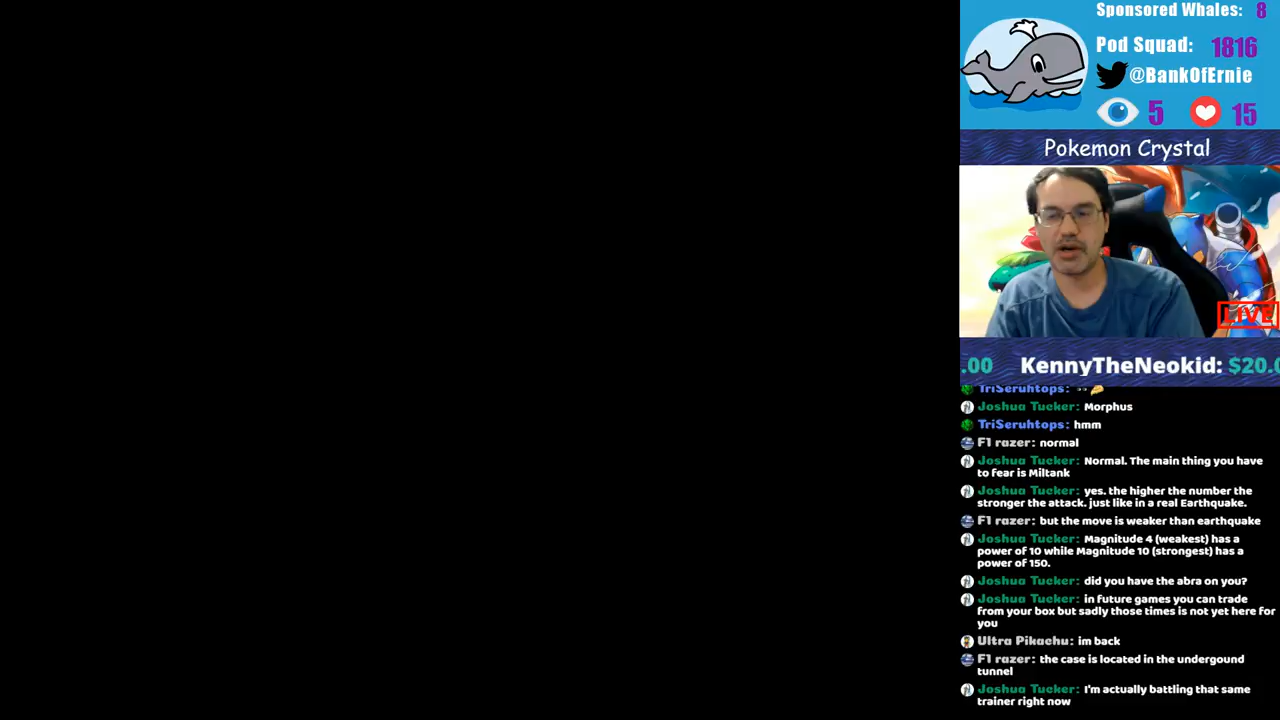 Sponsored Whales: 8
Pod Squad: 1816
@BankOfErnie
5 15
Pokemon Crystal
LIVE
.00 KennyTheNeokid: $20.0
TriSeruhtops:
Joshua Tucker: Morphus
TriSeruhtops: hmm
F1 razer: normal
Joshua Tucker: Normal. The main thing you have
to fear is Miltank
Joshua Tucker: yes. the higher the number the
stronger the attack. just like in a real Earthquake.
F1 razer: but the move is weaker than earthquake
Joshua Tucker: Magnitude 4 (weakest) has a
power of 10 while Magnitude 10 (strongest) has a
power of 150.
Joshua Tucker: did you have the abra on you?
Joshua Tucker: in future games you can trade
from your box but sadly those times is not yet here for
you
Ultra Pikachu: im back
F1 razer: the case is located in the undergound
tunnel
Joshua Tucker: I'm actually battling that same
trainer right now